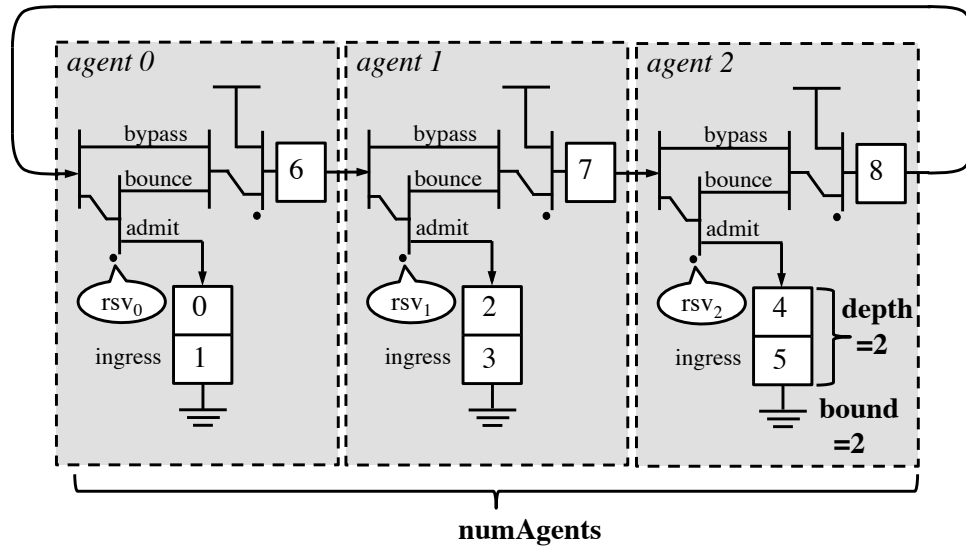 agent 0
agent 1
agent 2
bypass
bypass
bypass
6
7
8
bounce
bounce
bounce
admit
admit
admit
rsv0
rsv1
rsv2
0
2
4
depth
=2
ingress
1
ingress
3
ingress
5
bound
=2
numAgents